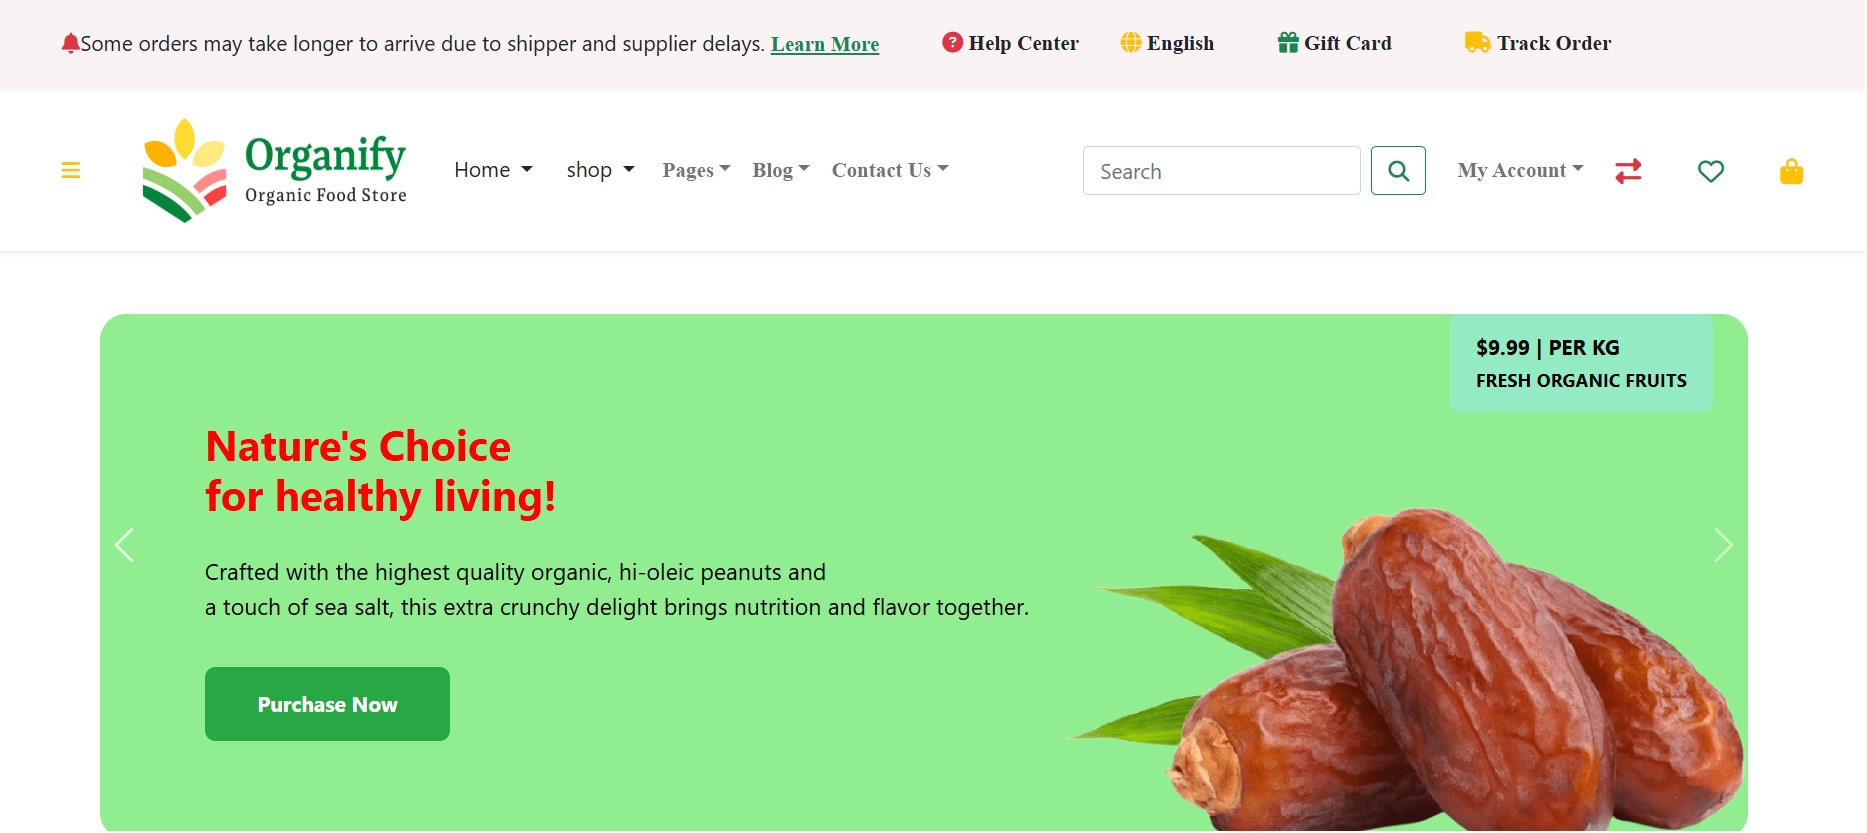 Some orders may take longer to arrive due to shipper and supplier delays. Learn More Help Center English Gift Card Track Order
Organify
Organic Food Store
Home shop Pages Blog Contact Us Search My Account
$9.99 | PER KG
FRESH ORGANIC FRUITS
Nature's Choice
for healthy living!
Crafted with the highest quality organic, hi-oleic peanuts and
a touch of sea salt, this extra crunchy delight brings nutrition and flavor together.
Purchase Now